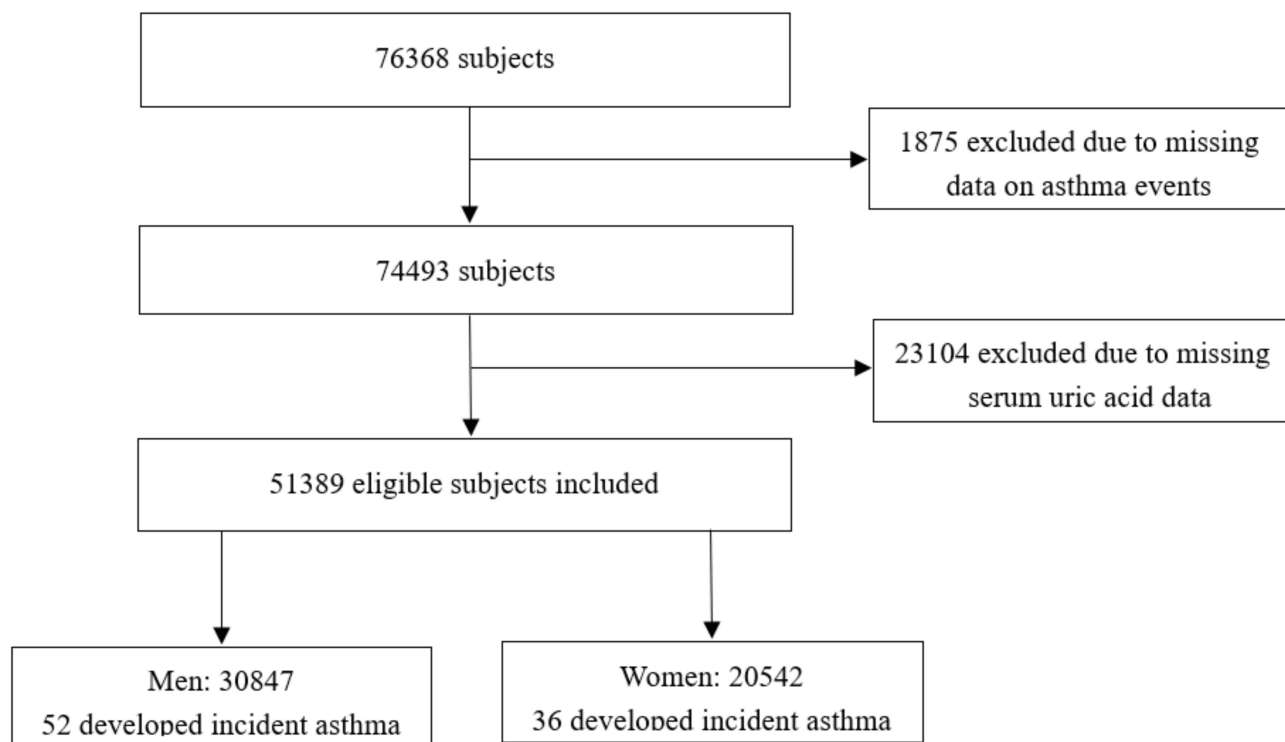 76368 subjects
1875 excluded due to missing
data on asthma events
74493 subjects
23104 excluded due to missing
serum uric acid data
51389 eligible subjects included
Men: 30847
52 developed incident asthma
Women: 20542
36 developed incident asthma